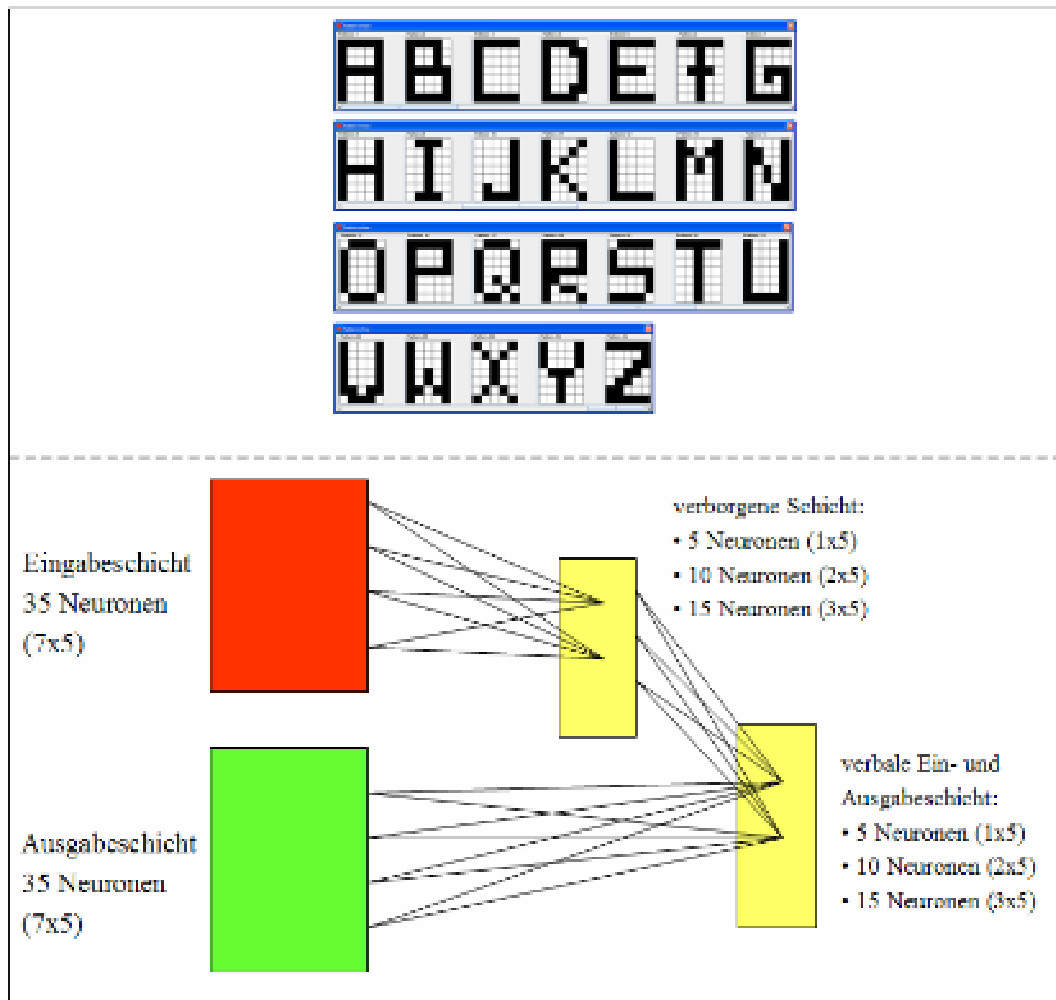 A B C D E F G
H I J K L M N
O P Q R S T U
V W X Y Z
Eingabeschicht
35 Neuronen
(7x5)
verborgene Schicht:
• 5 Neuronen (1x5)
• 10 Neuronen (2x5)
• 15 Neuronen (3x5)
Ausgabeschicht
35 Neuronen
(7x5)
verbale Ein- und
Ausgabeschicht:
• 5 Neuronen (1x5)
• 10 Neuronen (2x5)
• 15 Neuronen (3x5)